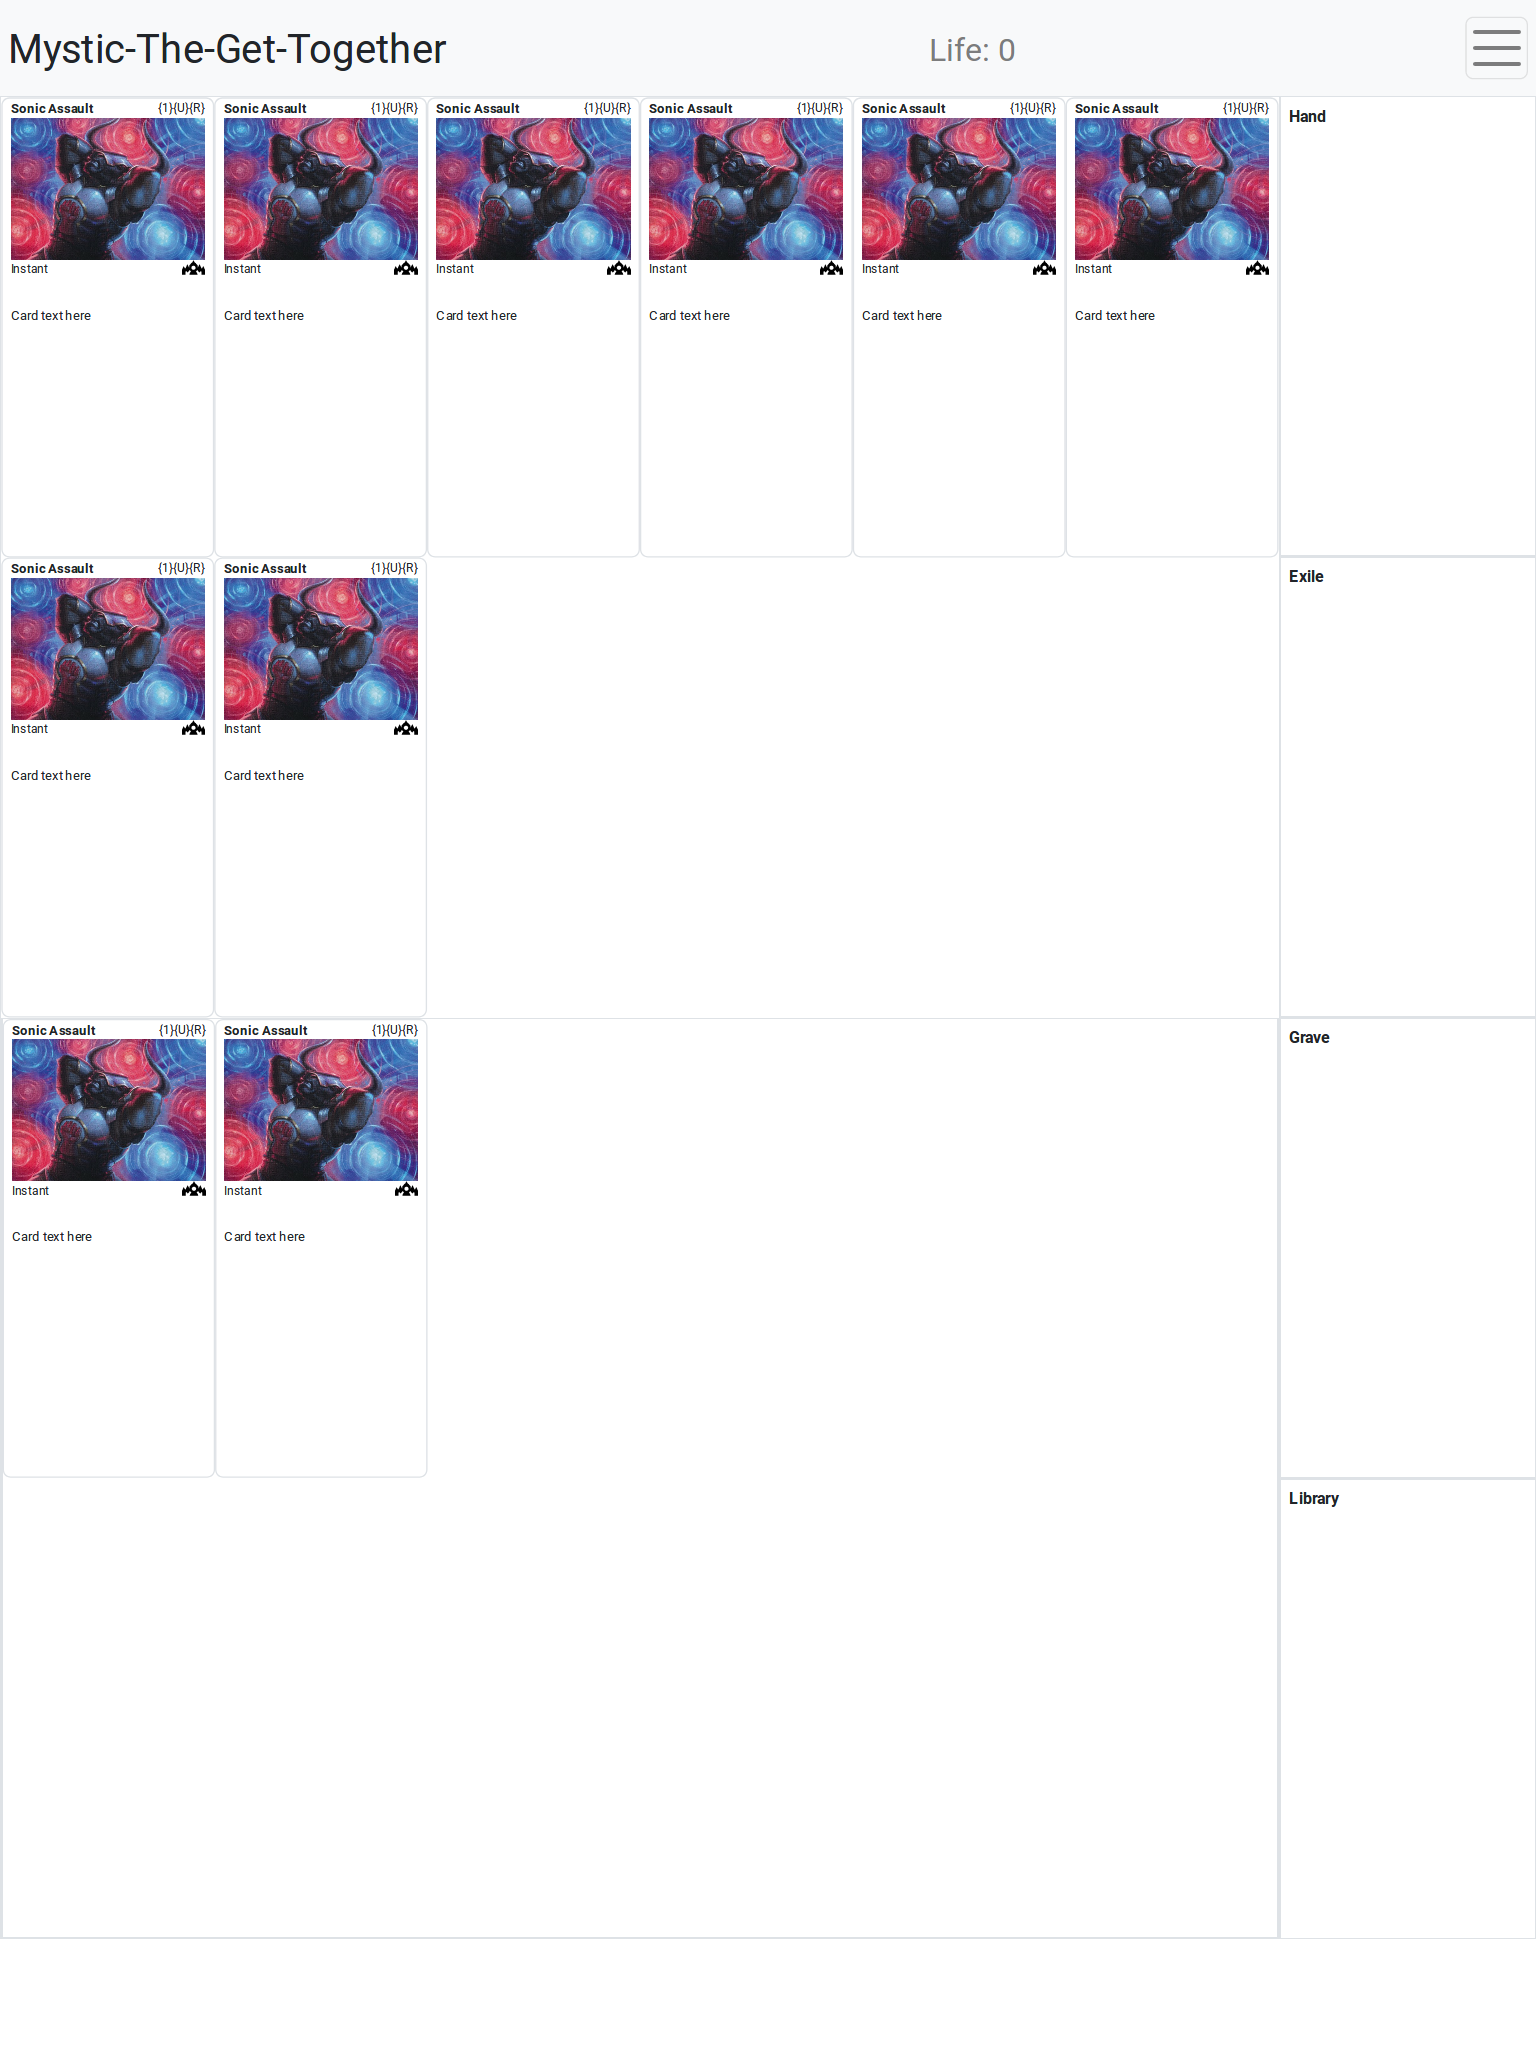 Mystic-The-Get-Together
Life: 0
Sonic Assault {1}{U}{R}
Instant
Card text here
Sonic Assault {1}{U}{R}
Instant
Card text here
Sonic Assault {1}{U}{R}
Instant
Card text here
Sonic Assault {1}{U}{R}
Instant
Card text here
Sonic Assault {1}{U}{R}
Instant
Card text here
Sonic Assault {1}{U}{R}
Instant
Card text here
Hand
Sonic Assault {1}{U}{R}
Instant
Card text here
Sonic Assault {1}{U}{R}
Instant
Card text here
Exile
Sonic Assault {1}{U}{R}
Instant
Card text here
Sonic Assault {1}{U}{R}
Instant
Card text here
Grave
Library